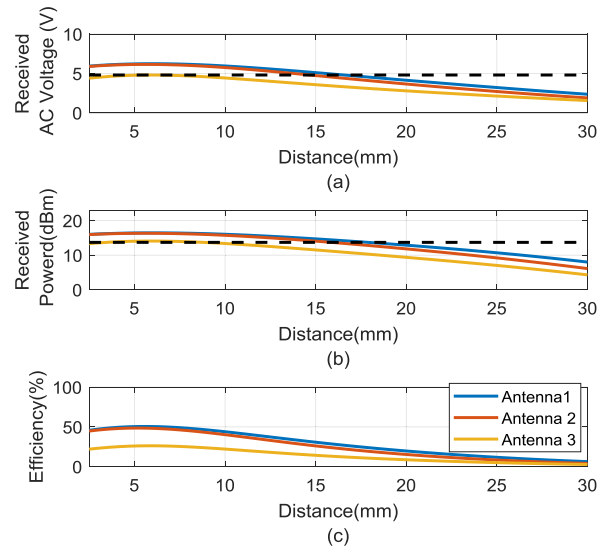 10
5
0
Received
AC Voltage (V)
5 10 15 20 25 30
Distance(mm)
(a)
20
10
0
Received
Powerd(dBm)
5 10 15 20 25 30
Distance(mm)
(b)
100
50
0
Efficiency(%)
Antenna1
Antenna 2
Antenna 3
5 10 15 20 25 30
Distance(mm)
(c)